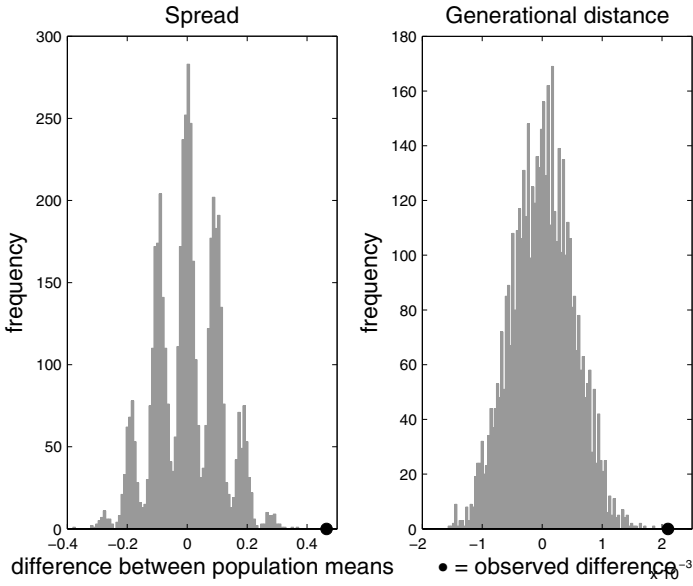 Spread
300
250
200
150
100
50
0
frequency
−0.4 −0.2 0 0.2 0.4
Generational distance
180
160
140
120
100
80
60
40
20
0
frequency
−2 −1 0 1 2
x 10−3
difference between population means
● = observed difference